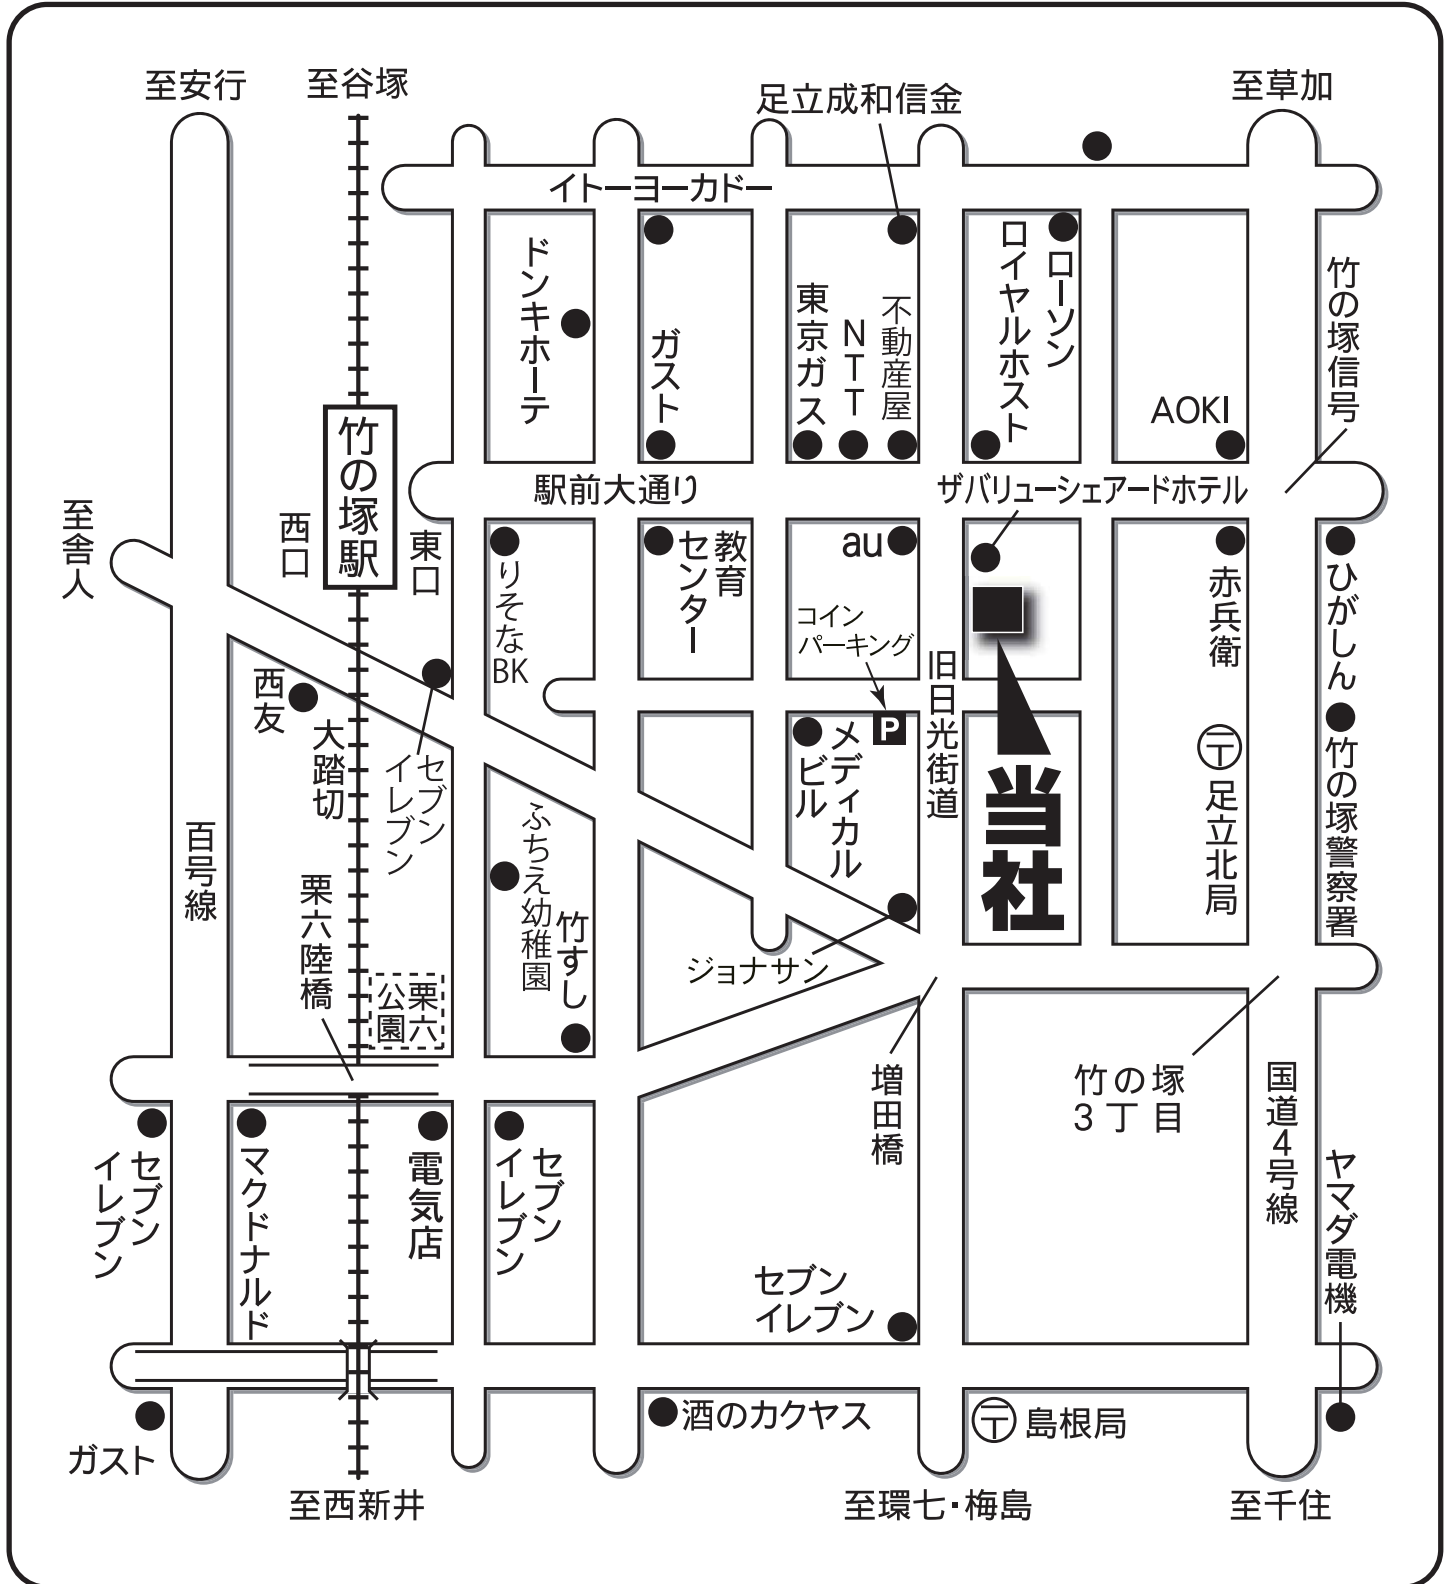 至安行
至谷塚
足立成和信金
至草加
イトーヨーカドー
ドンキホーテ
ガスト
東京ガス
NTT
不動産屋
ロイヤルホスト
ローソン
AOKI
竹の塚信号
駅前大通り
ザバリューシェアードホテル
至舎人
西口
竹の塚駅
東口
りそな
BK
教育
センター
au
コイン
パーキング
P
旧日光街道
当社
赤兵衛
〒
足立北局
ひがしん
竹の塚警察署
西友
大踏切
セブン
イレブン
メディカル
ビル
百号線
栗六陸橋
栗六
公園
ふちえ幼稚園
竹すし
ジョナサン
増田橋
竹の塚
3丁目
国道4号線
セブン
イレブン
マクドナルド
電気店
セブン
イレブン
セブン
イレブン
ヤマダ電機
ガスト
酒のカクヤス
〒
島根局
至西新井
至環七・梅島
至千住